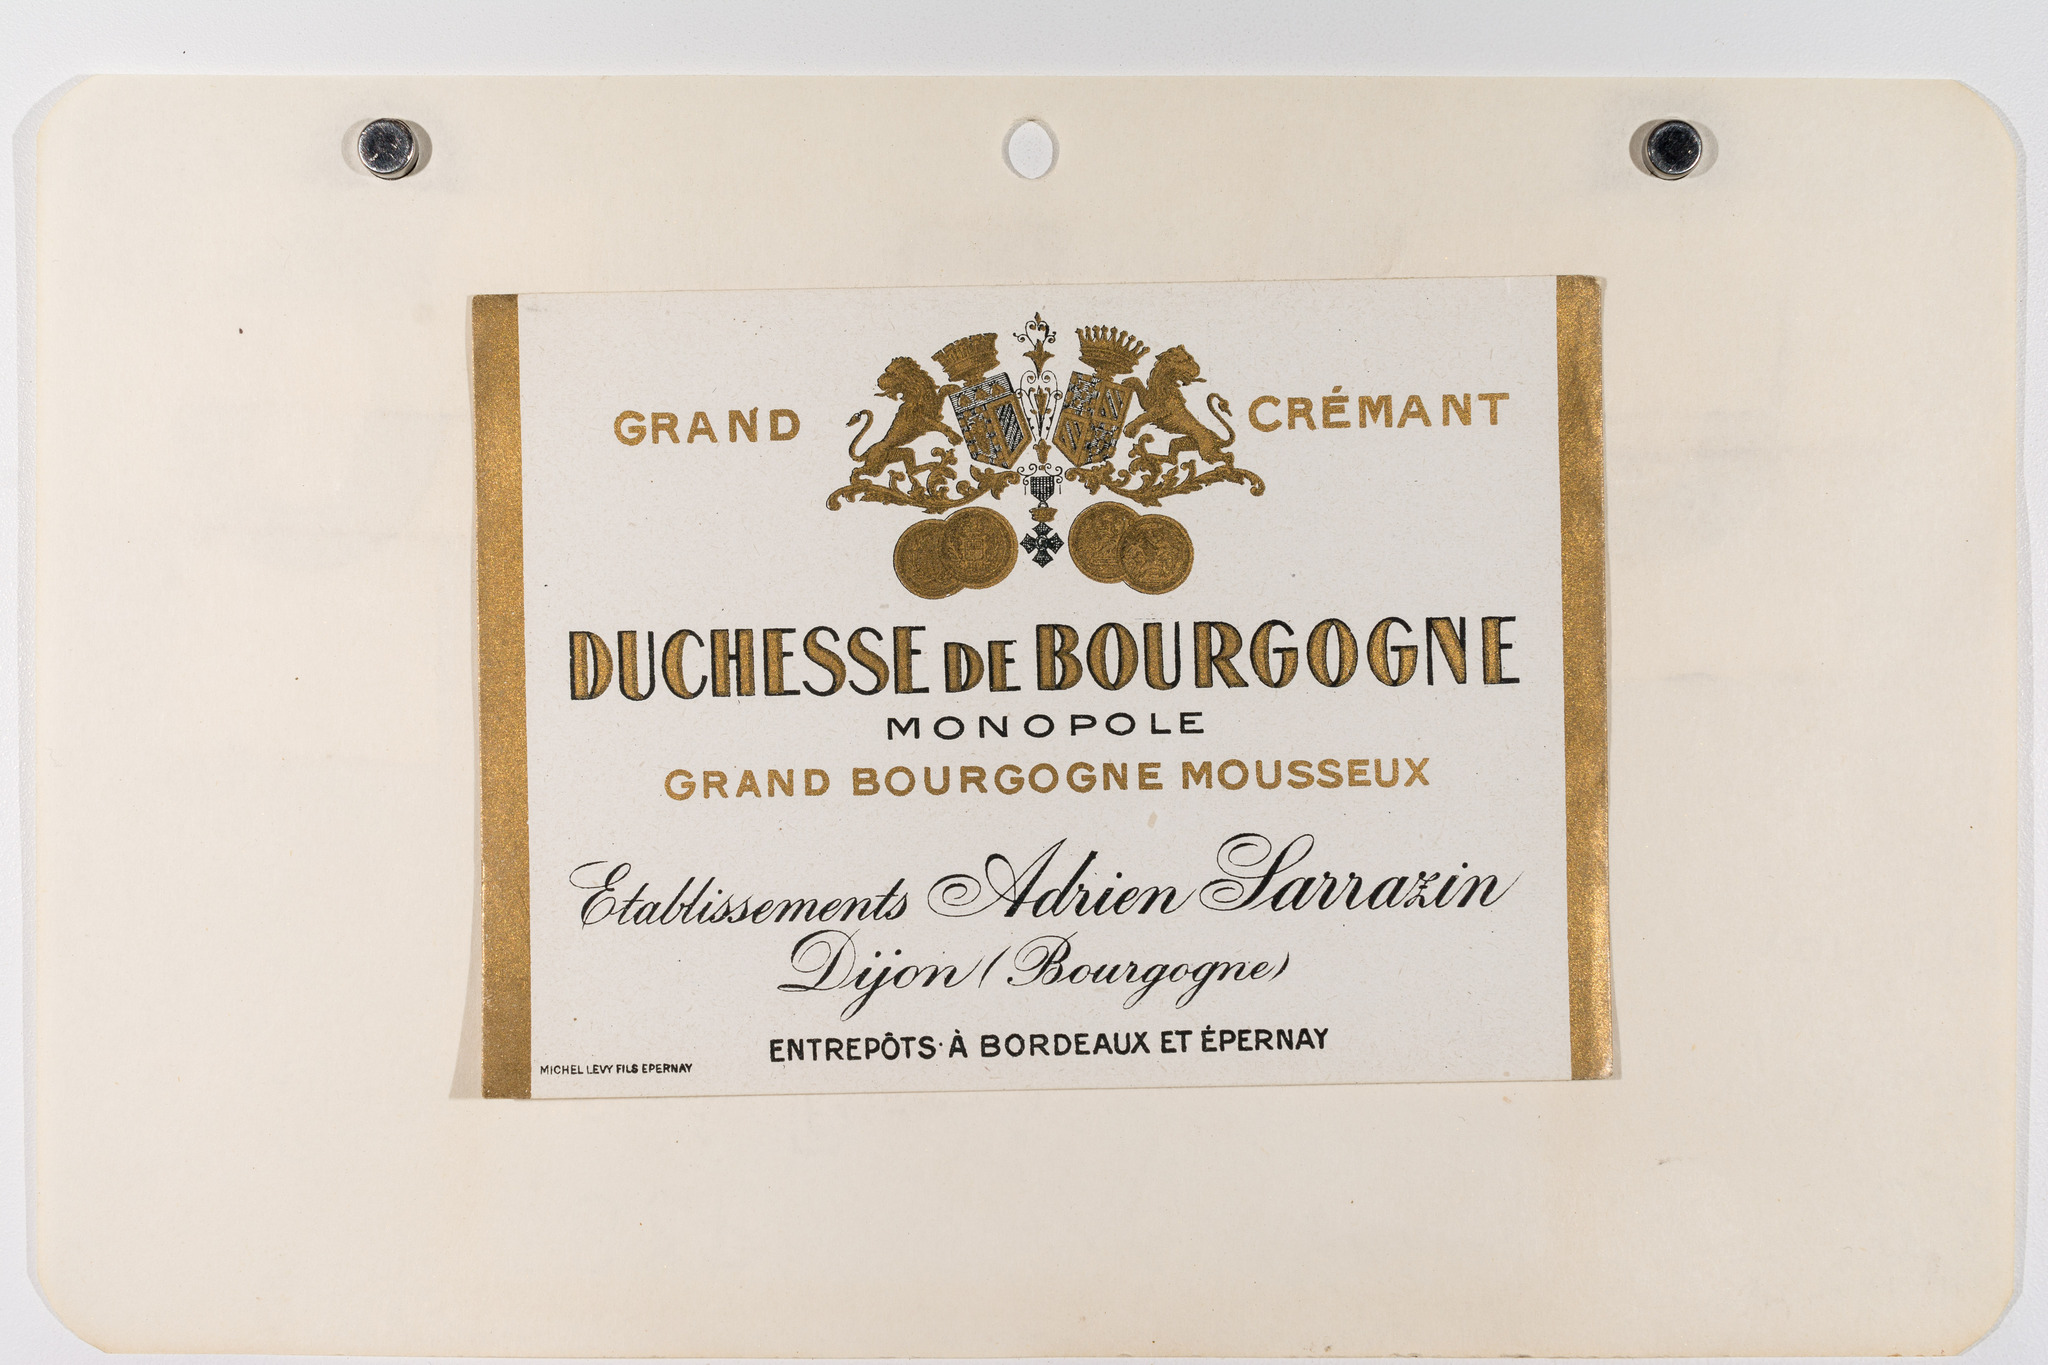 GRAND CRÉMANT
DUCHESSE DE BOURGOGNE
MONOPOLE
GRAND BOURGOGNE MOUSSEUX
Etablissements Adrien Sarrazin
Dijon (Bourgogne)
ENTREPÔTS · À BORDEAUX ET ÉPERNAY
MICHEL LEVY FILS EPERNAY